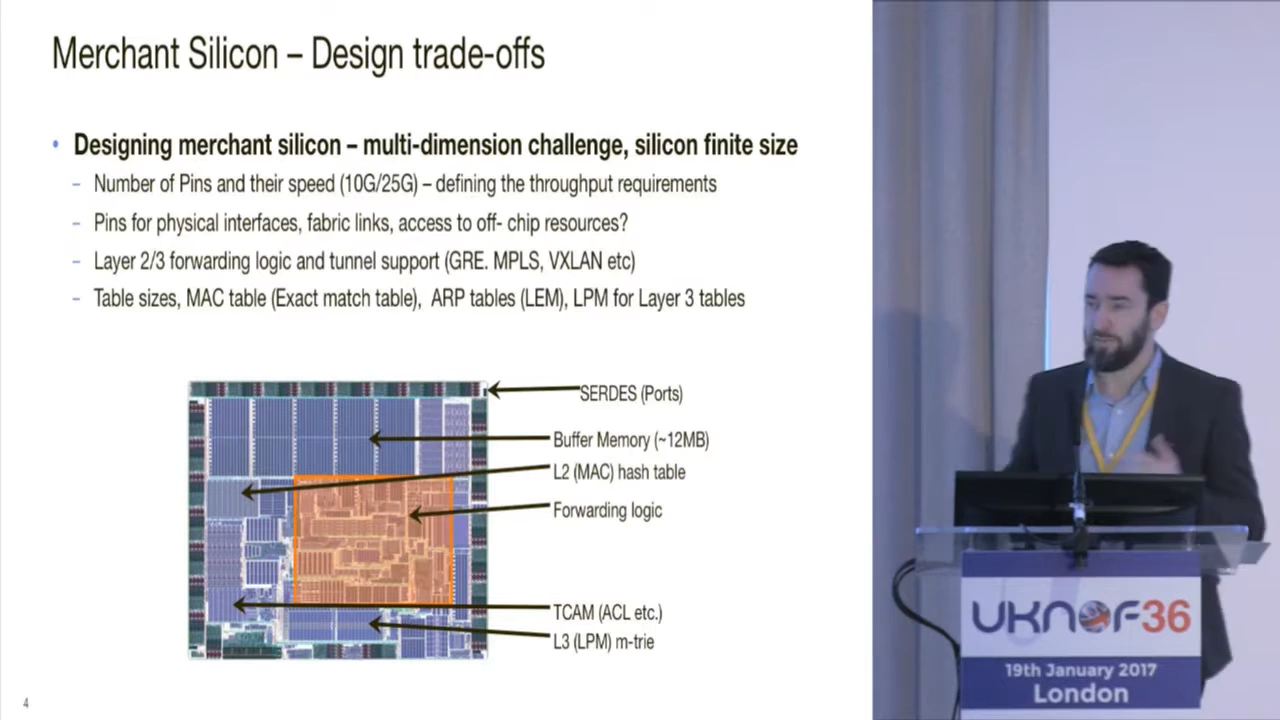 Merchant Silicon – Design trade-offs
• Designing merchant silicon – multi-dimension challenge, silicon finite size
– Number of Pins and their speed (10G/25G) – defining the throughput requirements
– Pins for physical interfaces, fabric links, access to off- chip resources?
– Layer 2/3 forwarding logic and tunnel support (GRE. MPLS, VXLAN etc)
– Table sizes, MAC table (Exact match table), ARP tables (LEM), LPM for Layer 3 tables
SERDES (Ports)
Buffer Memory (~12MB)
L2 (MAC) hash table
Forwarding logic
TCAM (ACL etc.)
L3 (LPM) m-trie
4
UKNOF36
19th January 2017
London